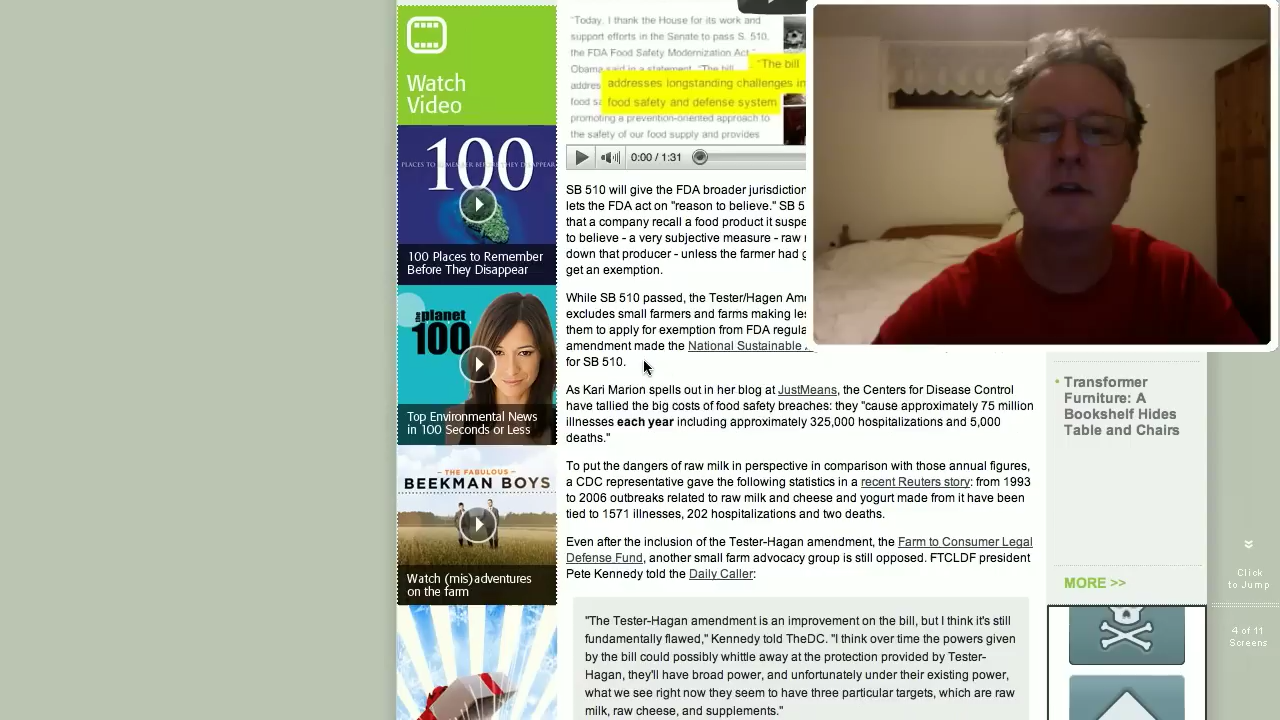 Watch
Video
100
PLACES TO REMEMBER BEFORE THEY DISAPPEAR
100 Places to Remember
Before They Disappear
the planet
100
Top Environmental News
in 100 Seconds or Less
– THE FABULOUS –
BEEKMAN BOYS
Watch (mis)adventures
on the farm
"Today, I thank the House for its work and
support efforts in the Senate to pass S. 510,
the FDA Food Safety Modernization Act,"
Obama said in a statement. "The bill
"The bill
addres
addresses longstanding challenges in
food sa
food safety and defense system
promoting a prevention-oriented approach to
the safety of our food supply and provides
0:00 / 1:31
SB 510 will give the FDA broader jurisdiction
lets the FDA act on "reason to believe." SB 5
that a company recall a food product it suspe
to believe - a very subjective measure - raw
down that producer - unless the farmer had g
get an exemption.
While SB 510 passed, the Tester/Hagen Ame
excludes small farmers and farms making les
them to apply for exemption from FDA regula
amendment made the National Sustainable A
for SB 510.
As Kari Marion spells out in her blog at JustMeans, the Centers for Disease Control
have tallied the big costs of food safety breaches: they "cause approximately 75 million
illnesses each year including approximately 325,000 hospitalizations and 5,000
deaths."
To put the dangers of raw milk in perspective in comparison with those annual figures,
a CDC representative gave the following statistics in a recent Reuters story: from 1993
to 2006 outbreaks related to raw milk and cheese and yogurt made from it have been
tied to 1571 illnesses, 202 hospitalizations and two deaths.
Even after the inclusion of the Tester-Hagan amendment, the Farm to Consumer Legal
Defense Fund, another small farm advocacy group is still opposed. FTCLDF president
Pete Kennedy told the Daily Caller:
"The Tester-Hagan amendment is an improvement on the bill, but I think it's still
fundamentally flawed," Kennedy told TheDC. "I think over time the powers given
by the bill could possibly whittle away at the protection provided by Tester-
Hagan, they'll have broad power, and unfortunately under their existing power,
what we see right now they seem to have three particular targets, which are raw
milk, raw cheese, and supplements."
• Transformer
Furniture: A
Bookshelf Hides
Table and Chairs
MORE >>
Click
to Jump
4 of 11
Screens